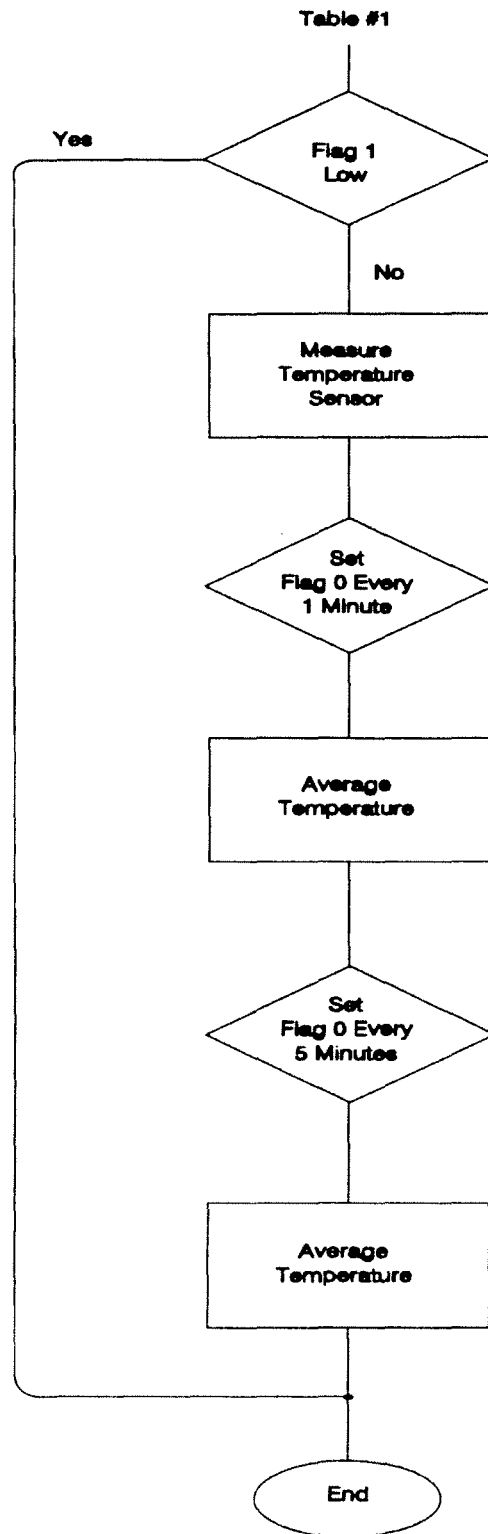 Table #1
Yes
Flag 1
Low
No
Measure
Temperature
Sensor
Set
Flag 0 Every
1 Minute
Average
Temperature
Set
Flag 0 Every
5 Minutes
Average
Temperature
End